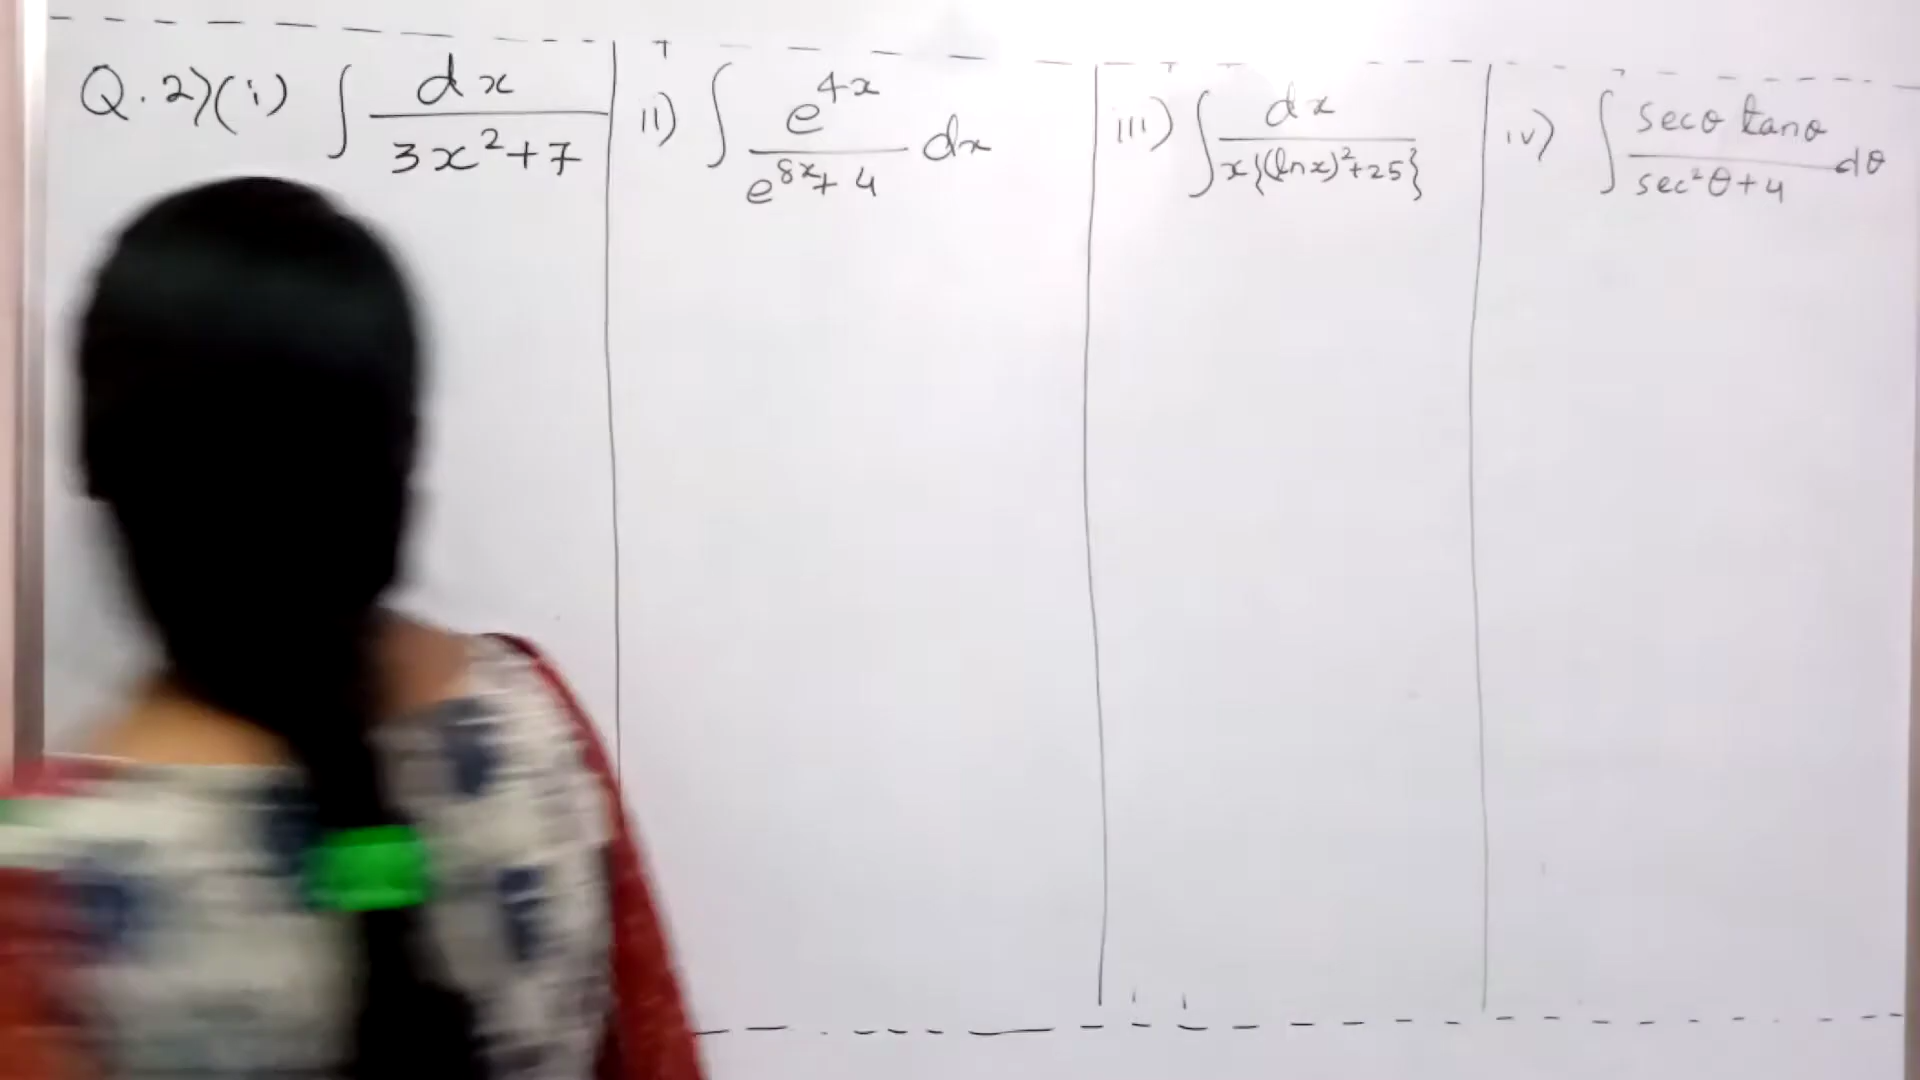 Q.2)(i) ∫ dx / (3x²+7)
ii) ∫ e^{4x} / (e^{8x}+4) dx
iii) ∫ dx / x{(ln x)²+25}
iv) ∫ secθ tanθ / (sec²θ+4) dθ